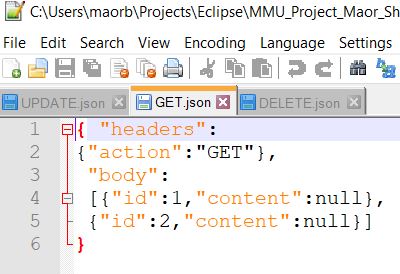 C:\Users\maorb\Projects\Eclipse\MMU_Project_Maor_Sh
File Edit Search View Encoding Language Settings
UPDATE.json GET.json DELETE.json
1 { "headers":
2 {"action":"GET"},
3 "body":
4 [{"id":1,"content":null},
5 {"id":2,"content":null}]
6 }